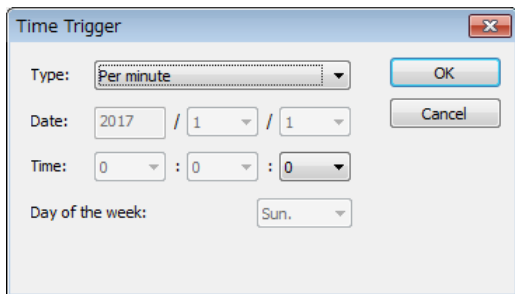 Time Trigger
Type: Per minute OK
Date: 2017 / 1 / 1 Cancel
Time: 0 : 0 : 0
Day of the week: Sun.